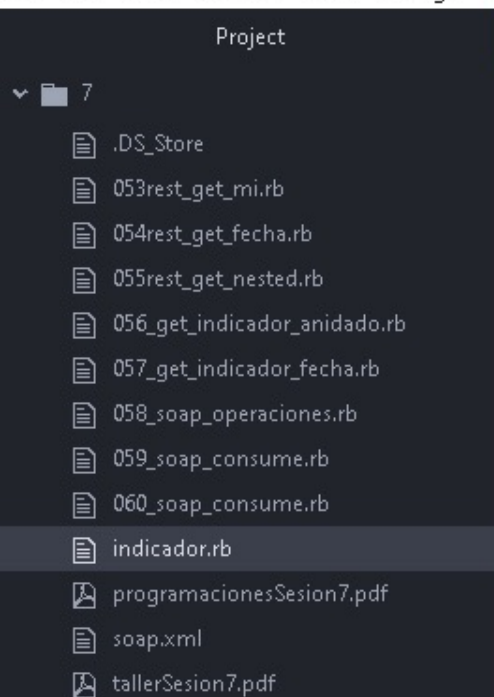 Project
7
.DS_Store
053rest_get_mi.rb
054rest_get_fecha.rb
055rest_get_nested.rb
056_get_indicador_anidado.rb
057_get_indicador_fecha.rb
058_soap_operaciones.rb
059_soap_consume.rb
060_soap_consume.rb
indicador.rb
programacionesSesion7.pdf
soap.xml
tallerSesion7.pdf